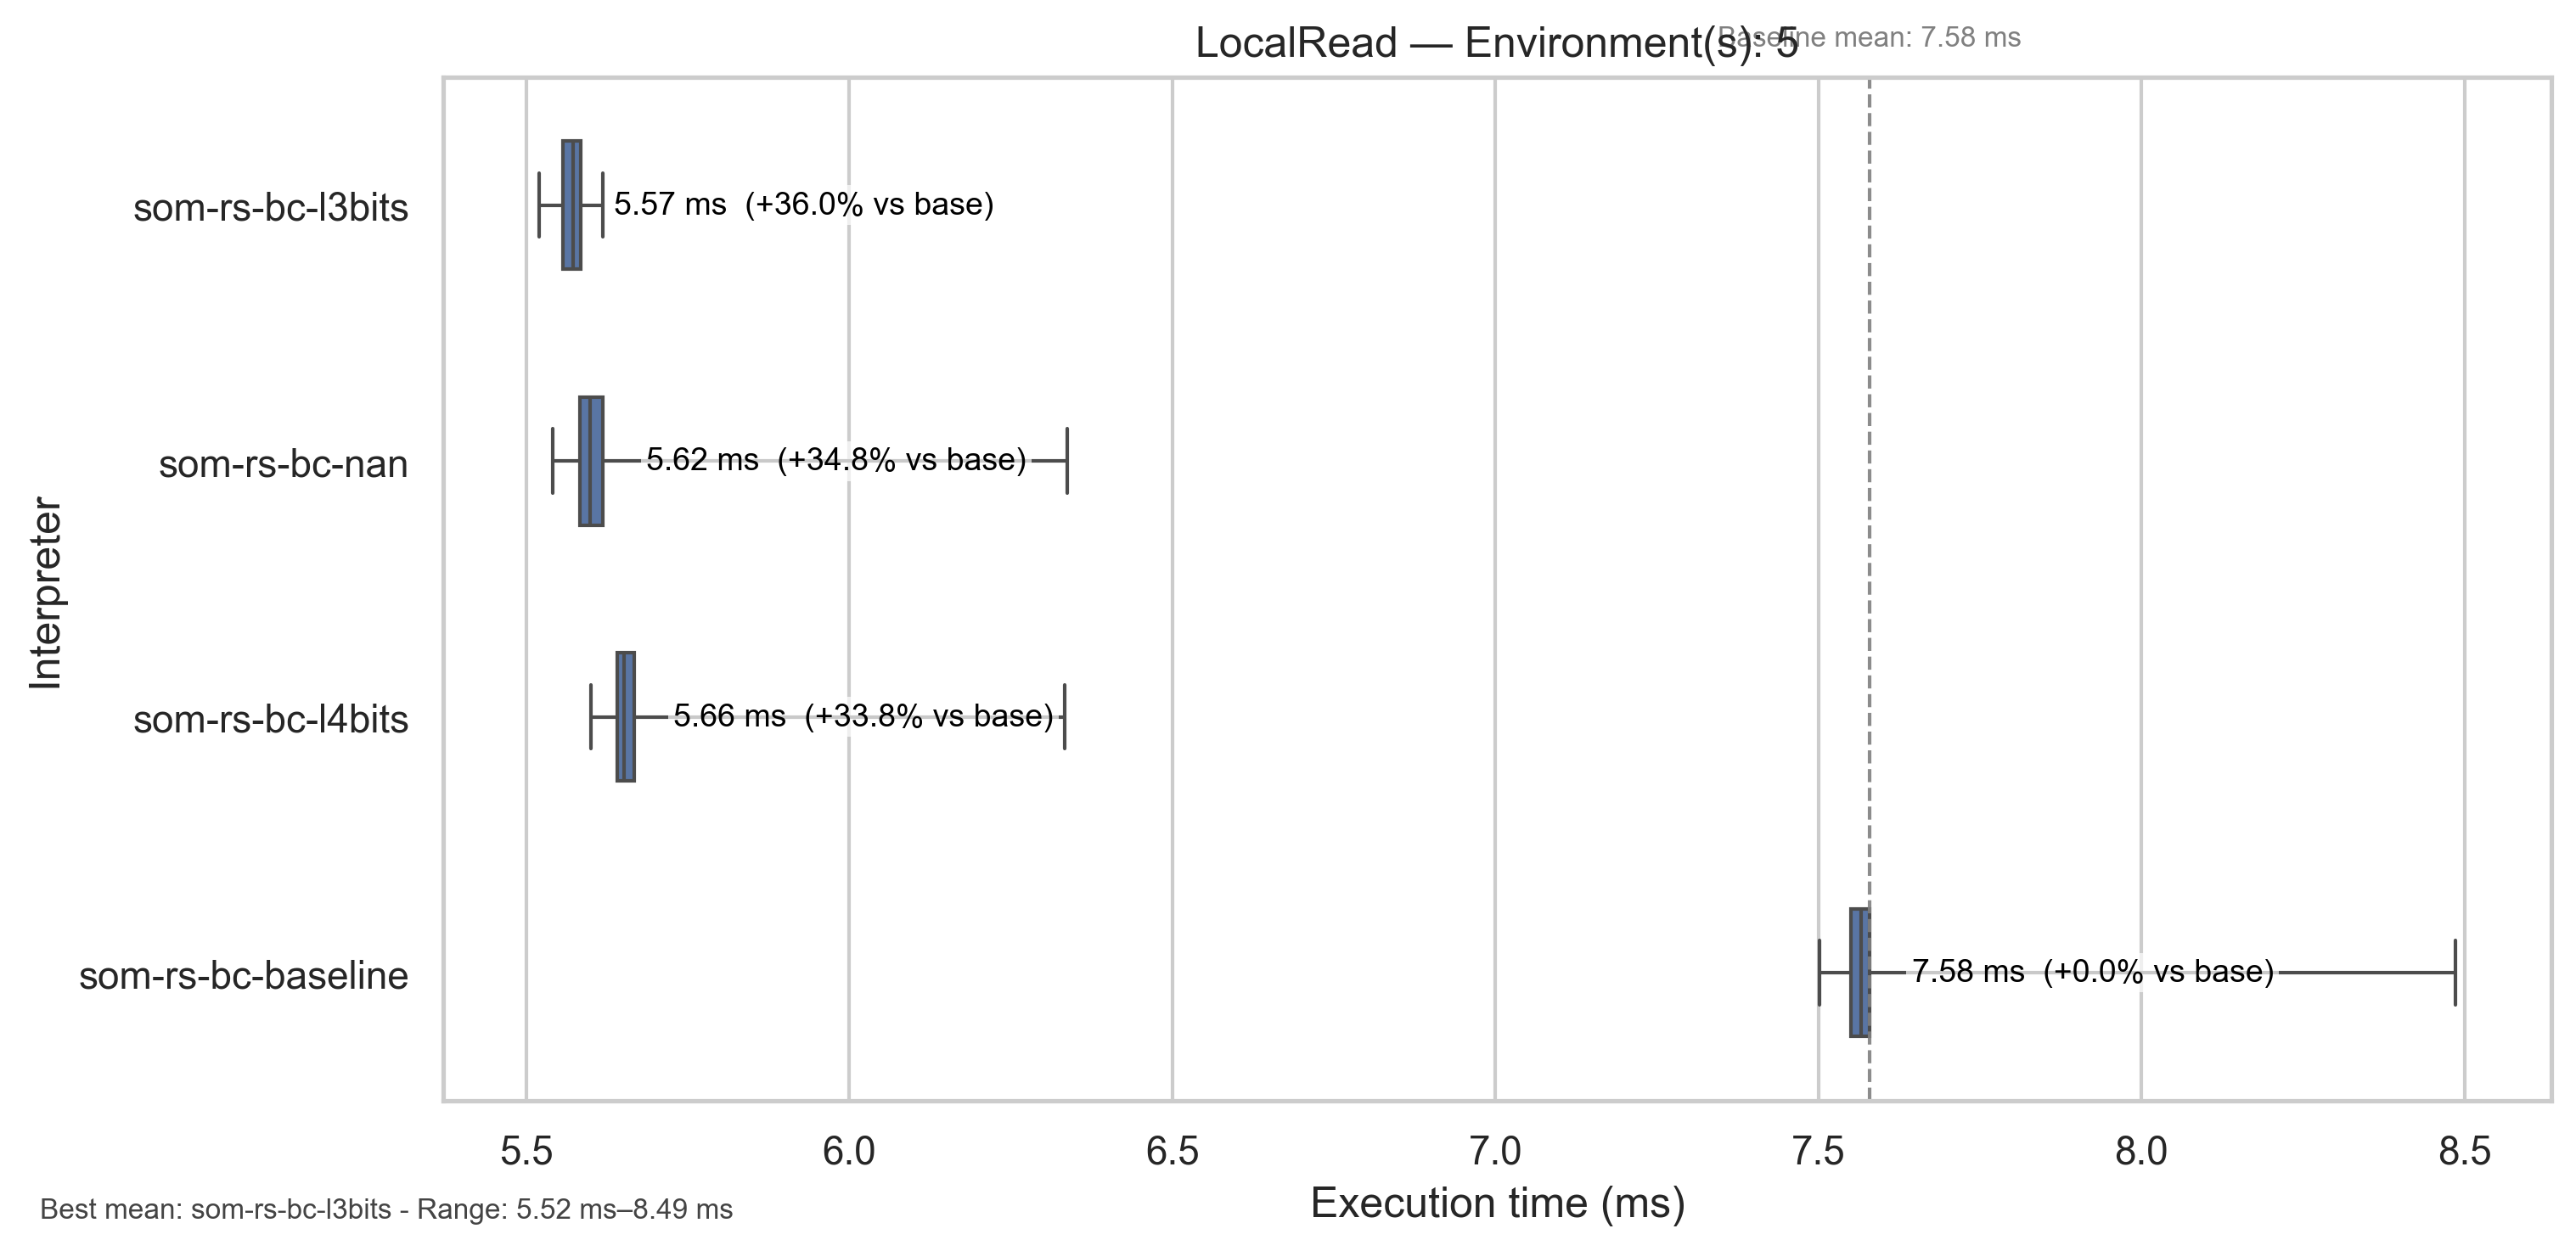 LocalRead — Environment(s): 5
Baseline mean: 7.58 ms
som-rs-bc-l3bits
5.57 ms (+36.0% vs base)
som-rs-bc-nan
5.62 ms (+34.8% vs base)
som-rs-bc-l4bits
5.66 ms (+33.8% vs base)
som-rs-bc-baseline
7.58 ms (+0.0% vs base)
Interpreter
5.5 6.0 6.5 7.0 7.5 8.0 8.5
Execution time (ms)
Best mean: som-rs-bc-l3bits - Range: 5.52 ms–8.49 ms